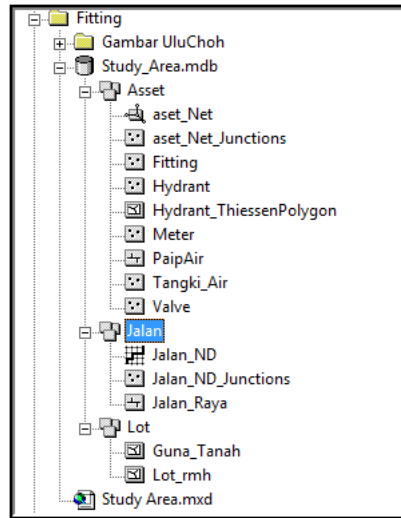 Fitting
Gambar UluChoh
Study_Area.mdb
Asset
aset_Net
aset_Net_Junctions
Fitting
Hydrant
Hydrant_ThiessenPolygon
Meter
PaipAir
Tangki_Air
Valve
Jalan
Jalan_ND
Jalan_ND_Junctions
Jalan_Raya
Lot
Guna_Tanah
Lot_rmh
Study Area.mxd